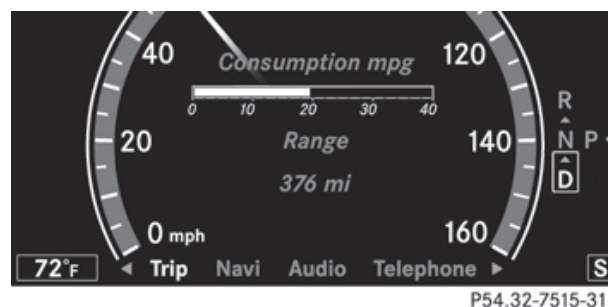 40 120
Consumption mpg
0 10 20 30 40
R
20 Range 140 N P
376 mi
D
0 mph 160
72°F Trip Navi Audio Telephone S
P54.32-7515-31